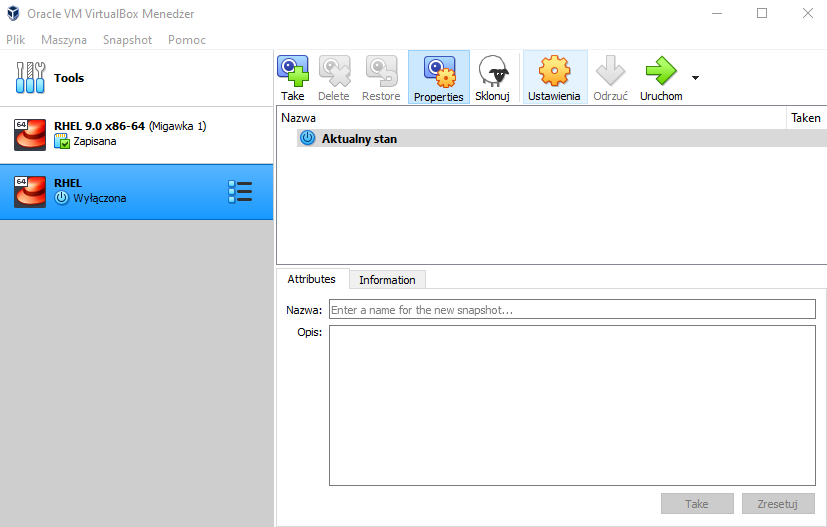 Oracle VM VirtualBox Menedżer
Plik Maszyna Snapshot Pomoc
Tools
64
RHEL 9.0 x86-64 (Migawka 1)
Zapisana
64
RHEL
Wyłączona
Take Delete Restore Properties Sklonuj Ustawienia Odrzuć Uruchom
Nazwa Taken
Aktualny stan
Attributes Information
Nazwa: Enter a name for the new snapshot...
Opis:
Take Zresetuj